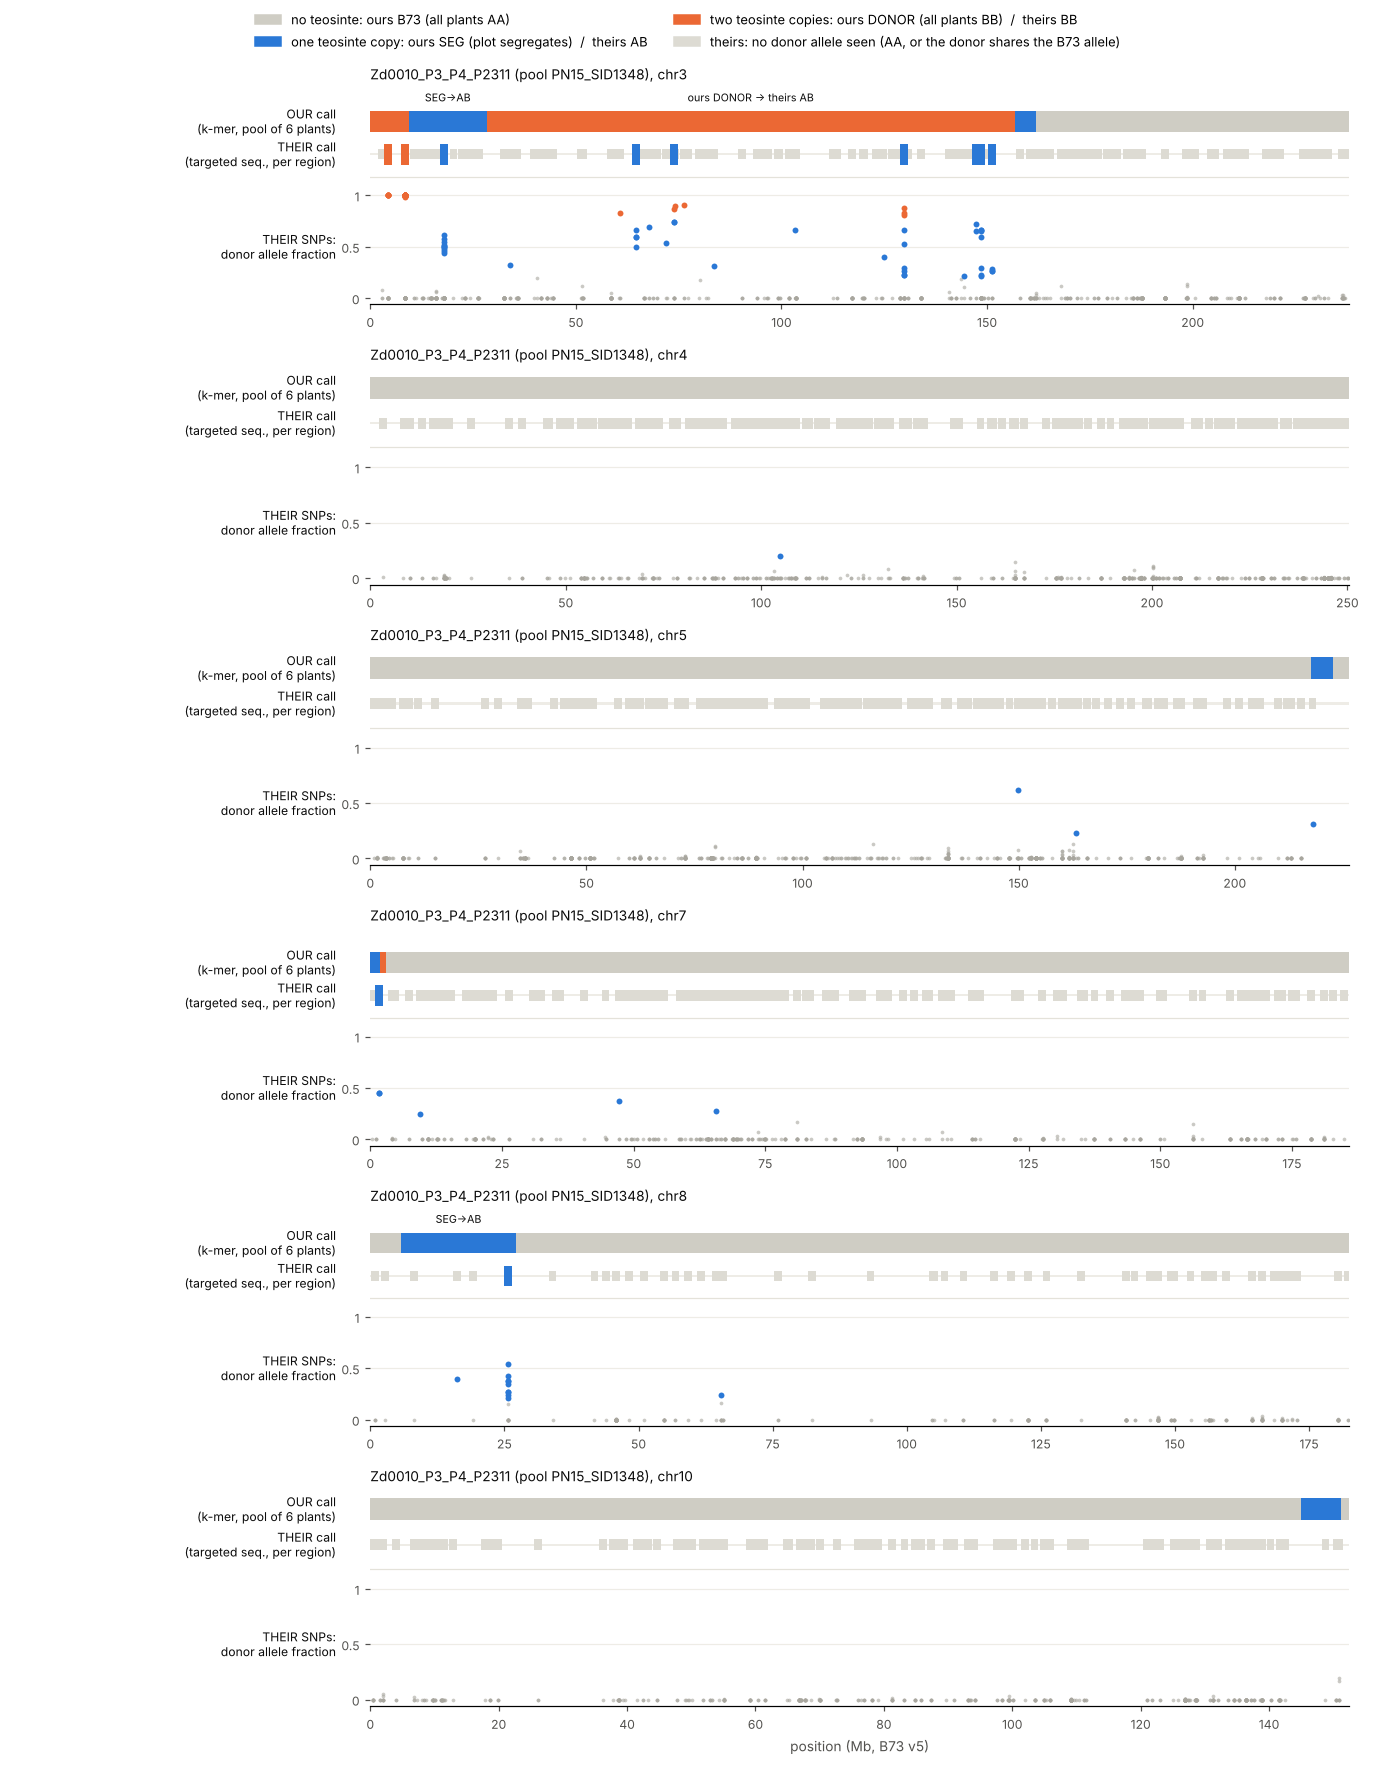 no teosinte: ours B73 (all plants AA)
two teosinte copies: ours DONOR (all plants BB) / theirs BB
one teosinte copy: ours SEG (plot segregates) / theirs AB
theirs: no donor allele seen (AA, or the donor shares the B73 allele)
Zd0010_P3_P4_P2311 (pool PN15_SID1348), chr3
SEG→AB
ours DONOR → theirs AB
OUR call
(k-mer, pool of 6 plants)
THEIR call
(targeted seq., per region)
1
THEIR SNPs:
donor allele fraction
0.5
0
0 50 100 150 200
Zd0010_P3_P4_P2311 (pool PN15_SID1348), chr4
OUR call
(k-mer, pool of 6 plants)
THEIR call
(targeted seq., per region)
1
THEIR SNPs:
donor allele fraction
0.5
0
0 50 100 150 200 250
Zd0010_P3_P4_P2311 (pool PN15_SID1348), chr5
OUR call
(k-mer, pool of 6 plants)
THEIR call
(targeted seq., per region)
1
THEIR SNPs:
donor allele fraction
0.5
0
0 50 100 150 200
Zd0010_P3_P4_P2311 (pool PN15_SID1348), chr7
OUR call
(k-mer, pool of 6 plants)
THEIR call
(targeted seq., per region)
1
THEIR SNPs:
donor allele fraction
0.5
0
0 25 50 75 100 125 150 175
Zd0010_P3_P4_P2311 (pool PN15_SID1348), chr8
SEG→AB
OUR call
(k-mer, pool of 6 plants)
THEIR call
(targeted seq., per region)
1
THEIR SNPs:
donor allele fraction
0.5
0
0 25 50 75 100 125 150 175
Zd0010_P3_P4_P2311 (pool PN15_SID1348), chr10
OUR call
(k-mer, pool of 6 plants)
THEIR call
(targeted seq., per region)
1
THEIR SNPs:
donor allele fraction
0.5
0
0 20 40 60 80 100 120 140
position (Mb, B73 v5)